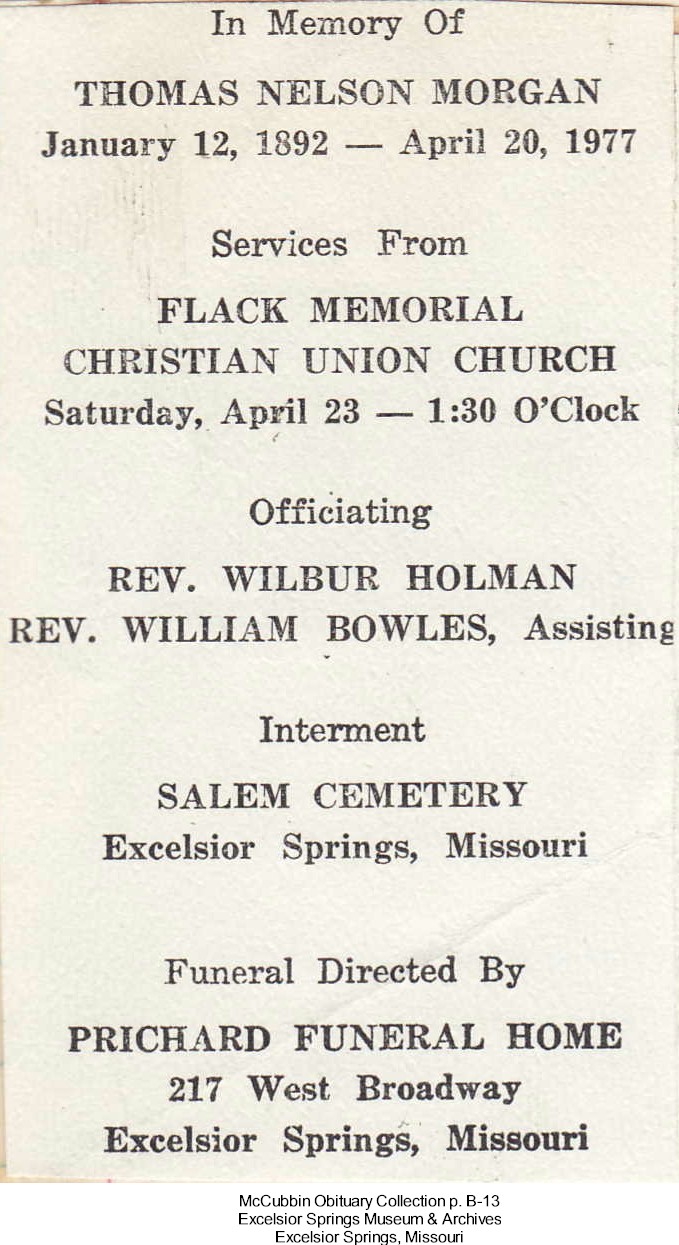 In Memory Of
THOMAS NELSON MORGAN
January 12, 1892 — April 20, 1977
Services From
FLACK MEMORIAL
CHRISTIAN UNION CHURCH
Saturday, April 23 — 1:30 O'Clock
Officiating
REV. WILBUR HOLMAN
REV. WILLIAM BOWLES, Assisting
Interment
SALEM CEMETERY
Excelsior Springs, Missouri
Funeral Directed By
PRICHARD FUNERAL HOME
217 West Broadway
Excelsior Springs, Missouri
McCubbin Obituary Collection p. B-13
Excelsior Springs Museum & Archives
Excelsior Springs, Missouri